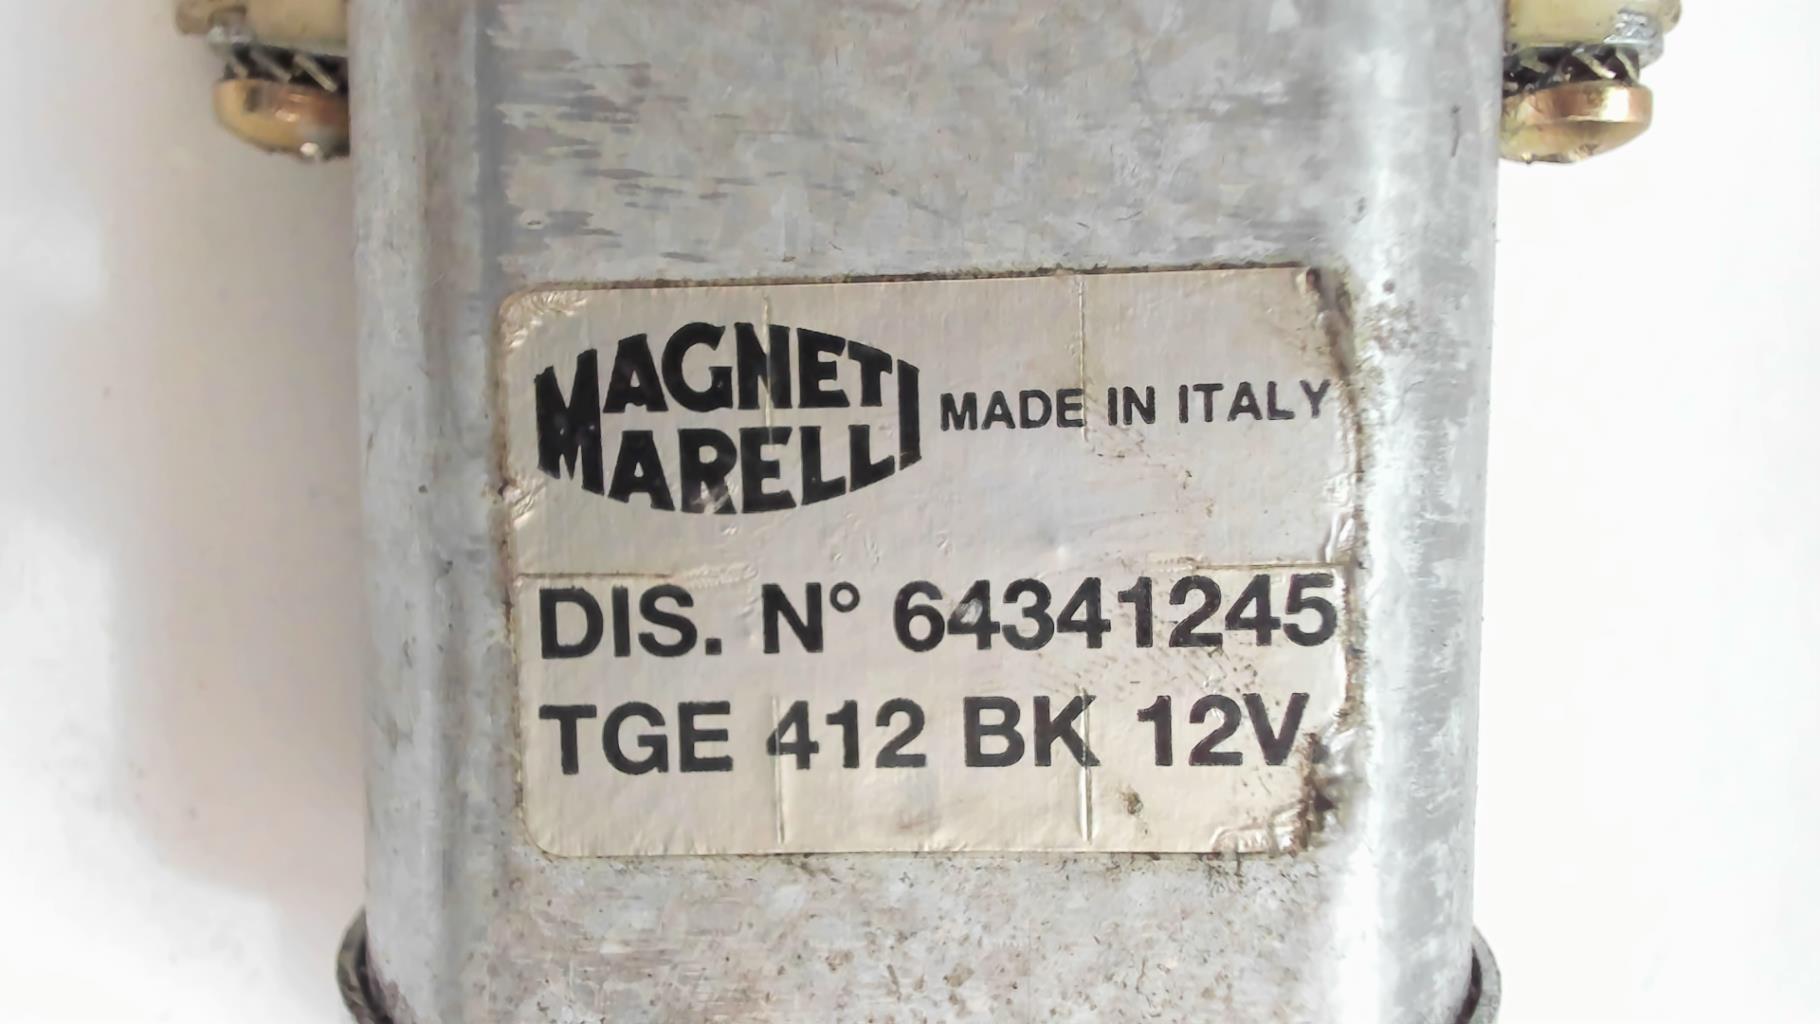 MAGNETI
MARELLI
MADE IN ITALY
DIS. N° 64341245
TGE 412 BK 12V.